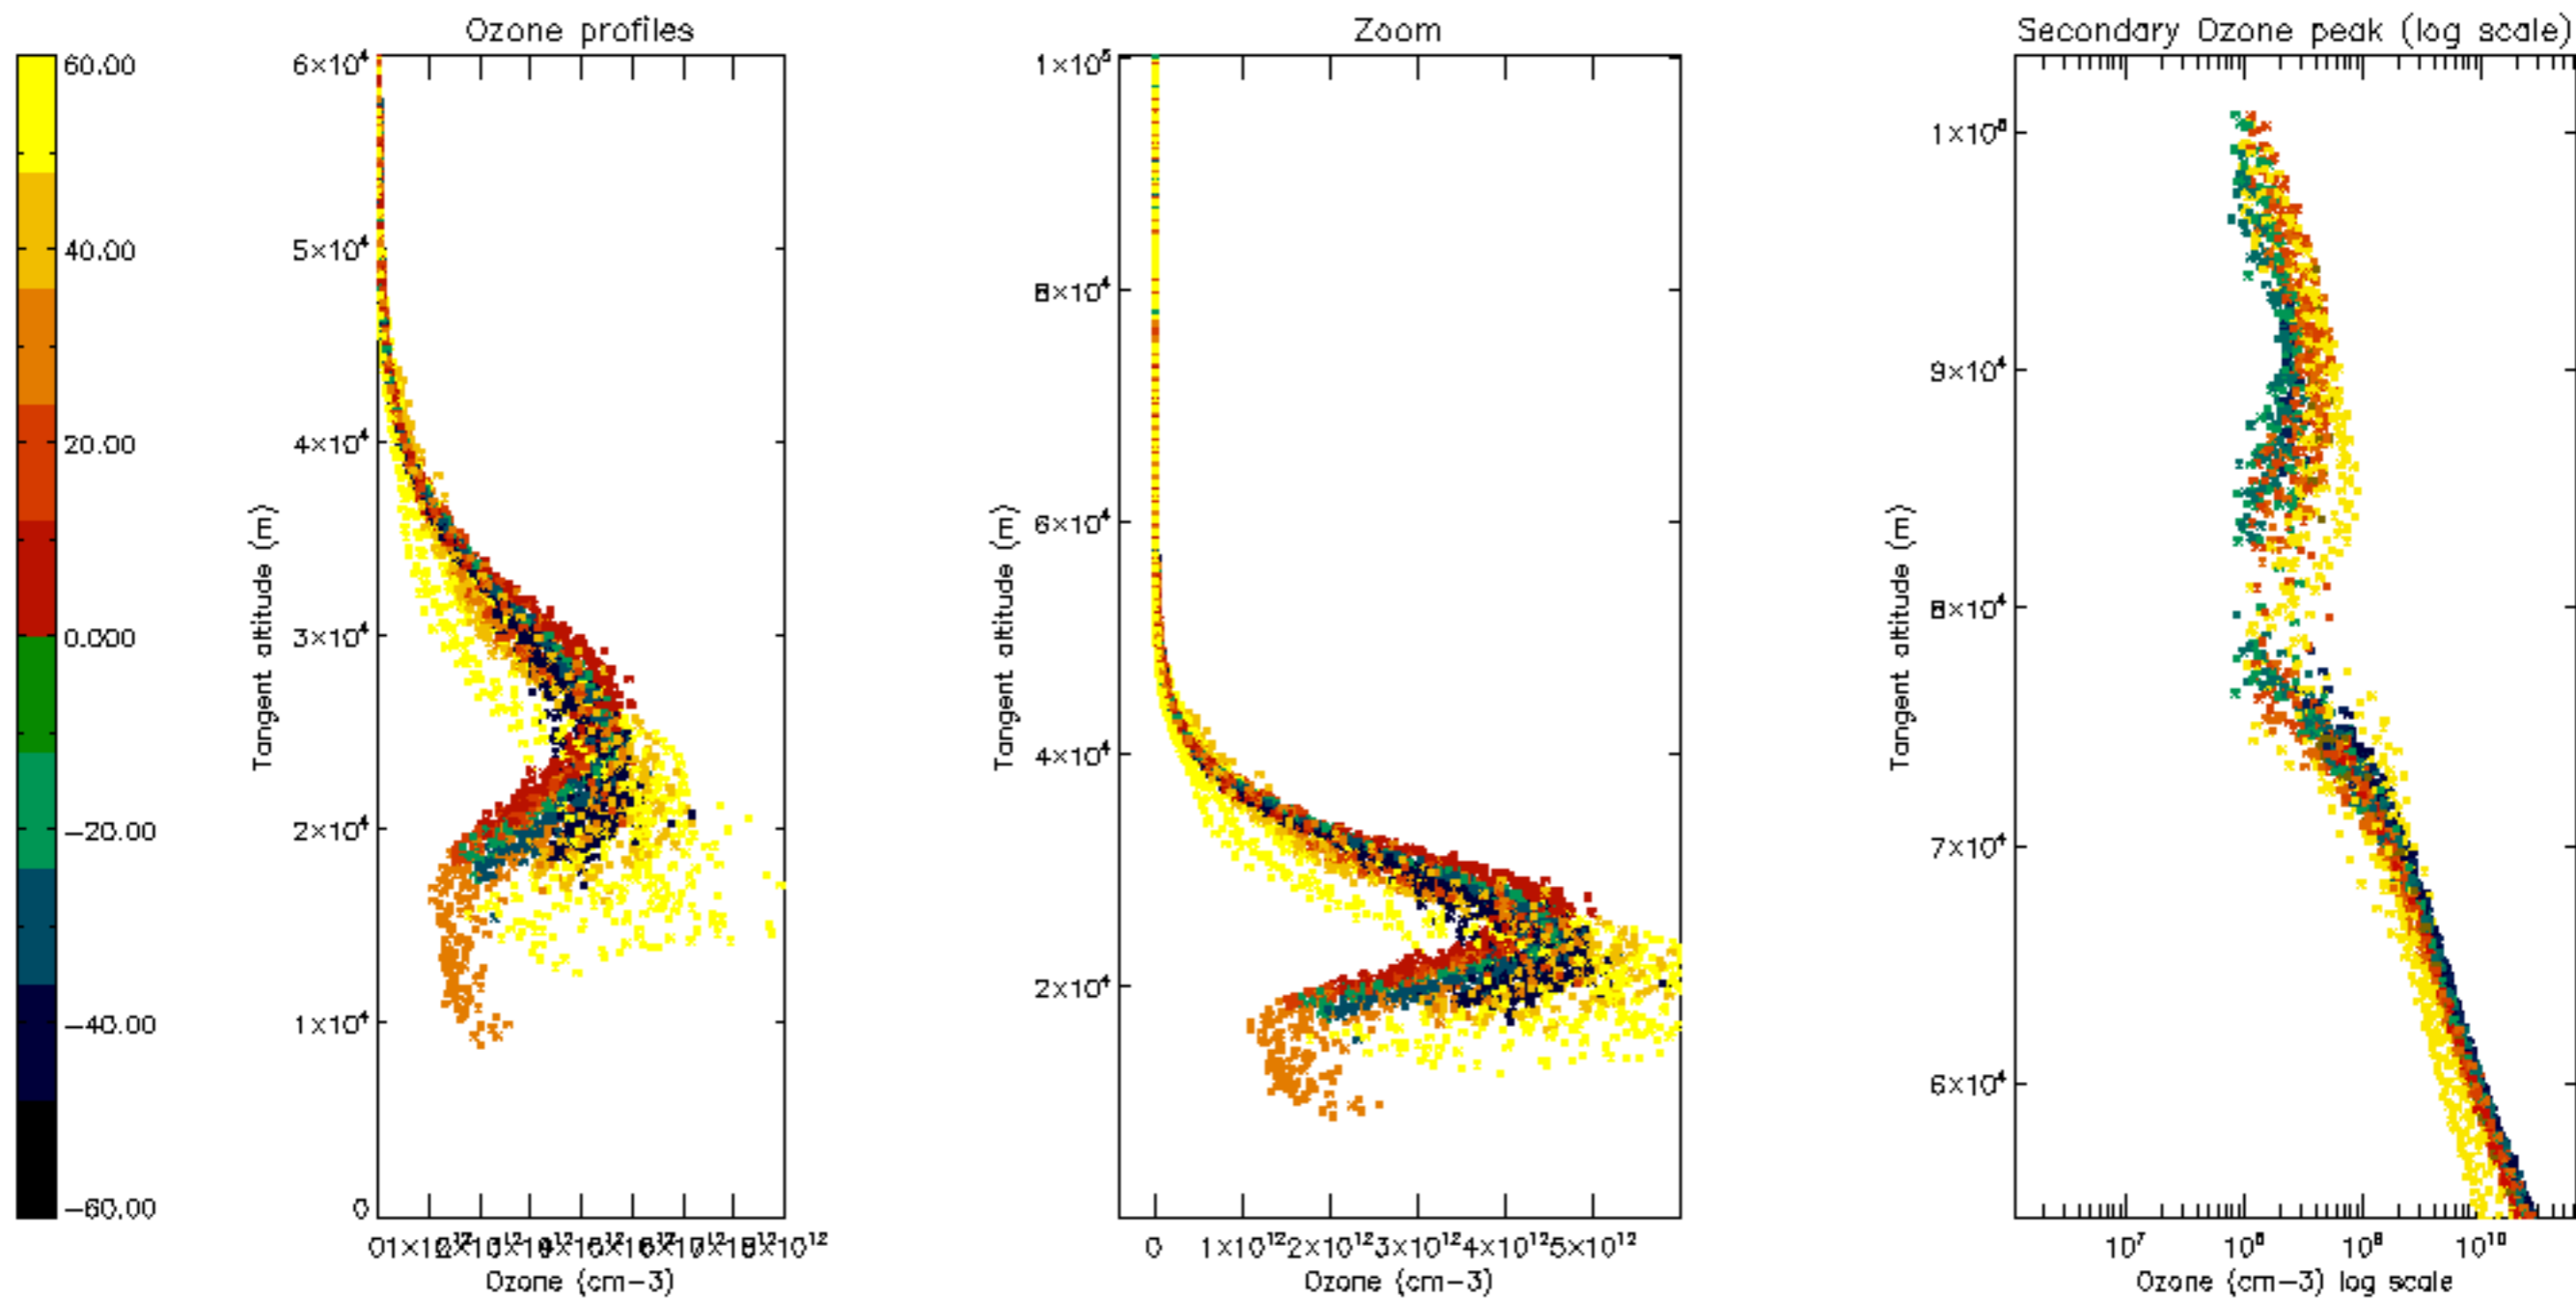 Ozone profiles
Zoom
Secondary Ozone peak (log scale)
60.00
40.00
20.00
0.000
−20.00
−40.00
−60.00
6×10⁴
5×10⁴
4×10⁴
3×10⁴
2×10⁴
1×10⁴
0
Tangent altitude (m)
Ozone (cm−3)
1×10⁵
8×10⁴
6×10⁴
4×10⁴
2×10⁴
Tangent altitude (m)
0 1×10¹² 2×10¹² 3×10¹² 4×10¹² 5×10¹²
Ozone (cm−3)
9×10⁴
8×10⁴
7×10⁴
6×10⁴
Tangent altitude (m)
10⁷ 10⁸ 10⁹ 10¹⁰
Ozone (cm−3) log scale